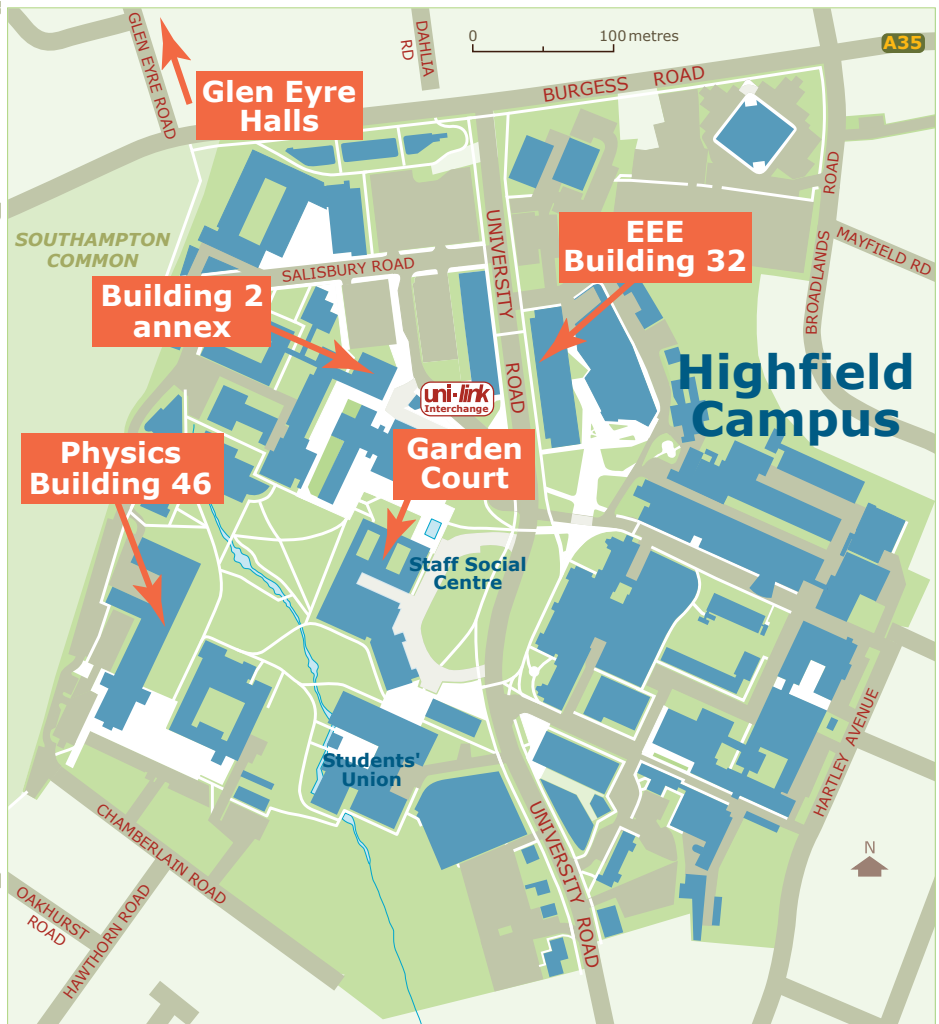 GLEN EYRE ROAD
DAHLIA
RD
0
100 metres
A35
BURGESS ROAD
Glen Eyre
Halls
SOUTHAMPTON
COMMON
UNIVERSITY ROAD
EEE
Building 32
BROADLANDS ROAD
MAYFIELD RD
SALISBURY ROAD
Building 2
annex
uni-link
Interchange
Highfield
Campus
Physics
Building 46
Garden
Court
Staff Social
Centre
Students'
Union
HARTLEY AVENUE
CHAMBERLAIN ROAD
UNIVERSITY ROAD
N
OAKHURST
ROAD
HAWTHORN ROAD